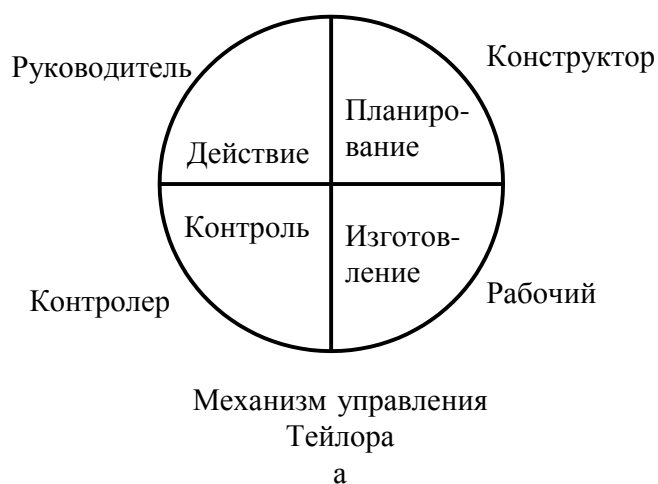 Руководитель
Конструктор
Действие
Планиро-
вание
Контроль
Изготов-
ление
Контролер
Рабочий
Механизм управления
Тейлора
а